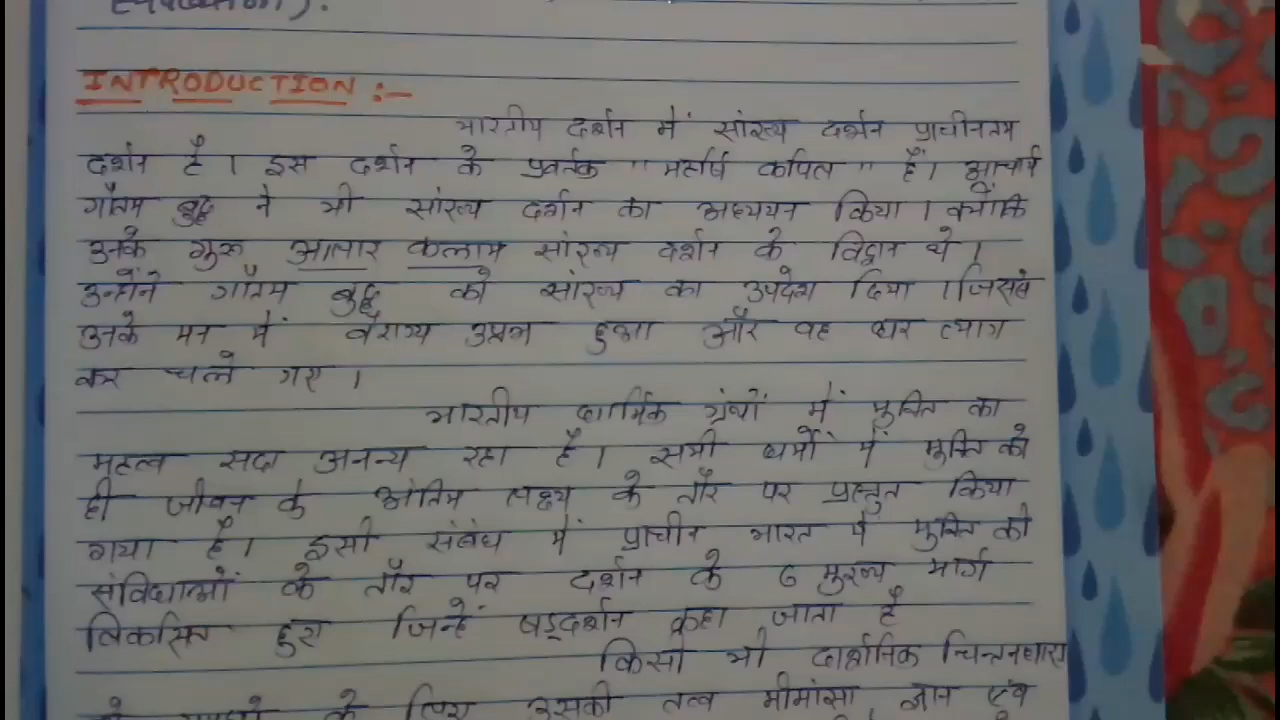 INTRODUCTION :-
भारतीय दर्शन में सांख्य दर्शन प्राचीनतम
दर्शन है। इस दर्शन के प्रवर्तक "महर्षि कपिल" हैं। आचार्य
गौतम बुद्ध ने भी सांख्य दर्शन का अध्ययन किया। क्योंकि
उनके गुरू आलार कलाम सांख्य दर्शन के विद्वान थे।
उन्होंने गौतम बुद्ध को सांख्य का उपदेश दिया। जिससे
उनके मन में वैराग्य उत्पन्न हुआ और वह घर त्याग
कर चले गए।
भारतीय धार्मिक ग्रंथों में मुक्ति का
महत्व सदा अनन्य रहा है। सभी धर्मों में मुक्ति को
ही जीवन के अंतिम लक्ष्य के तौर पर प्रस्तुत किया
गया है। इसी संबंध में प्राचीन भारत में मुक्ति की
के तौर पर दर्शन के 6 मुख्य मार्ग
विकसित हुए जिन्हें षड्दर्शन कहा जाता है
किसी भी दार्शनिक चिन्तनधारा
के लिए उसकी तत्व मीमांसा, ज्ञान एवं